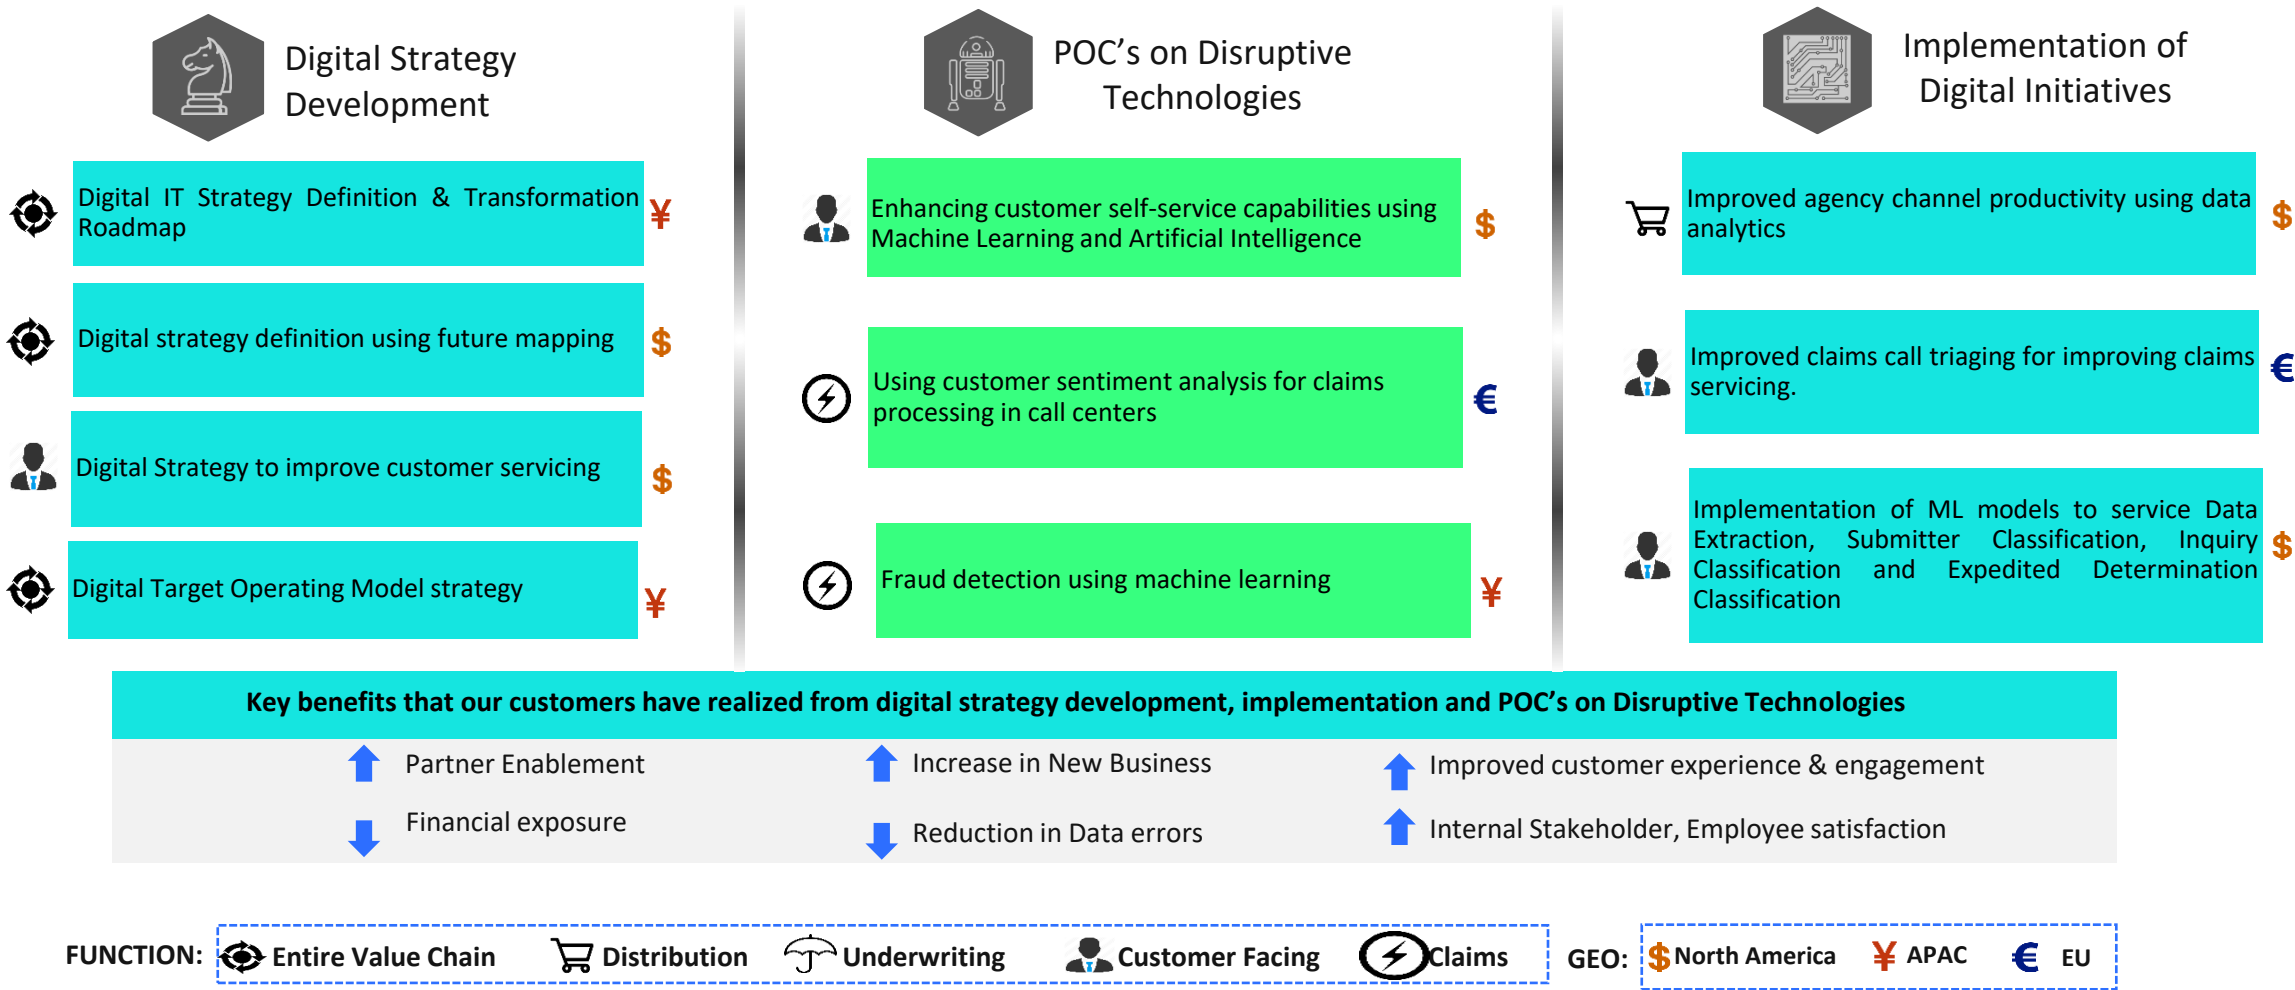 Digital Strategy
Development
¥
Digital IT Strategy Definition & Transformation
Roadmap
Digital strategy definition using future mapping
$
Digital Strategy to improve customer servicing
$
Digital Target Operating Model strategy
¥
POC’s on Disruptive
Technologies
Enhancing customer self-service capabilities using
Machine Learning and Artificial Intelligence
$
Using customer sentiment analysis for claims
processing in call centers
€
Fraud detection using machine learning
¥
Implementation of
Digital Initiatives
Improved agency channel productivity using data
analytics
$
Improved claims call triaging for improving claims
servicing.
€
Implementation of ML models to service Data
Extraction, Submitter Classification, Inquiry
Classification and Expedited Determination
Classification
$
Key benefits that our customers have realized from digital strategy development, implementation and POC’s on Disruptive Technologies
Partner Enablement
Increase in New Business
Improved customer experience & engagement
Financial exposure
Reduction in Data errors
Internal Stakeholder, Employee satisfaction
FUNCTION: Entire Value Chain Distribution Underwriting Customer Facing Claims GEO: $ North America ¥ APAC € EU